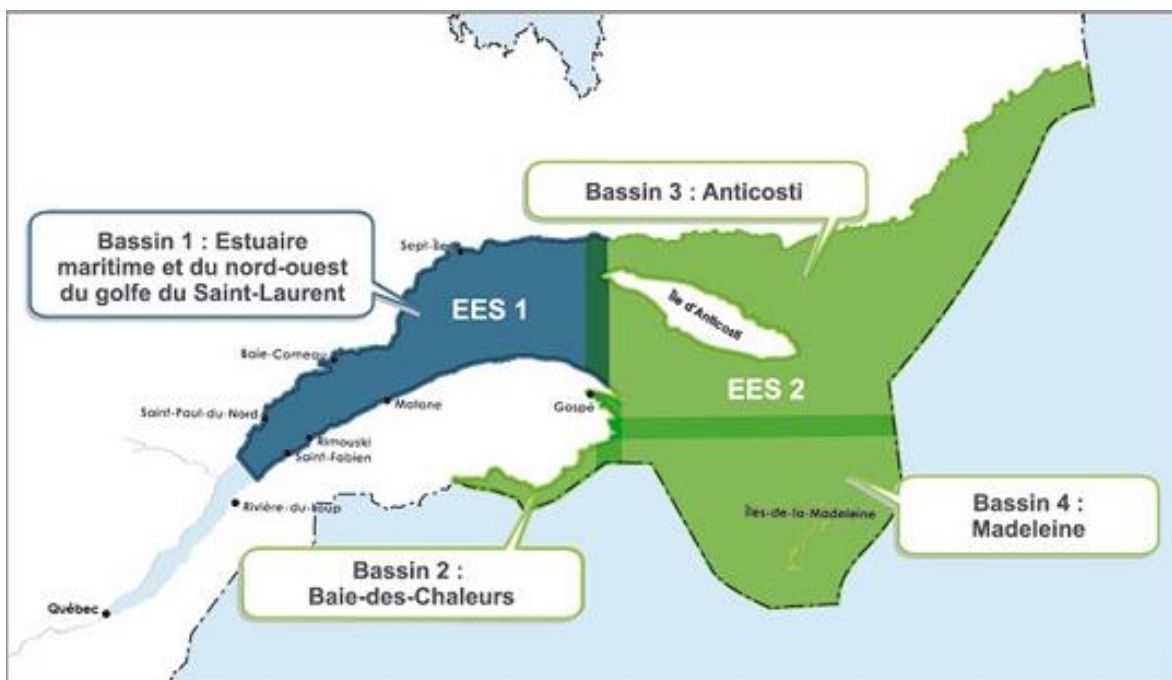 Bassin 3 : Anticosti
Bassin 1 : Estuaire
maritime et du nord-ouest
du golfe du Saint-Laurent
EES 1
Île d'Anticosti
Baie-Comeau
EES 2
Gaspé
Matane
Saint-Paul-du-Nord
Rimouski
Saint-Fabien
Rivière-du-Loup
Îles-de-la-Madeleine
Bassin 4 :
Madeleine
Bassin 2 :
Baie-des-Chaleurs
Québec